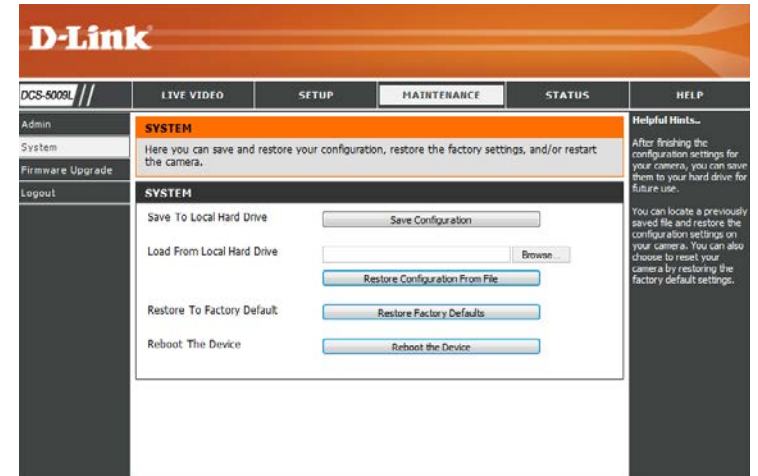 D-Link
DCS-5009L // LIVE VIDEO SETUP MAINTENANCE STATUS HELP
Admin
System
Firmware Upgrade
Logout
SYSTEM
Here you can save and restore your configuration, restore the factory settings, and/or restart
the camera.
SYSTEM
Save To Local Hard Drive Save Configuration
Load From Local Hard Drive Browse...
Restore Configuration From File
Restore To Factory Default Restore Factory Defaults
Reboot The Device Reboot the Device
Helpful Hints..
After finishing the
configuration settings for
your camera, you can save
them to your hard drive for
future use.
You can locate a previously
saved file and restore the
configuration settings on
your camera. You can also
choose to reset your
camera by restoring the
factory default settings.